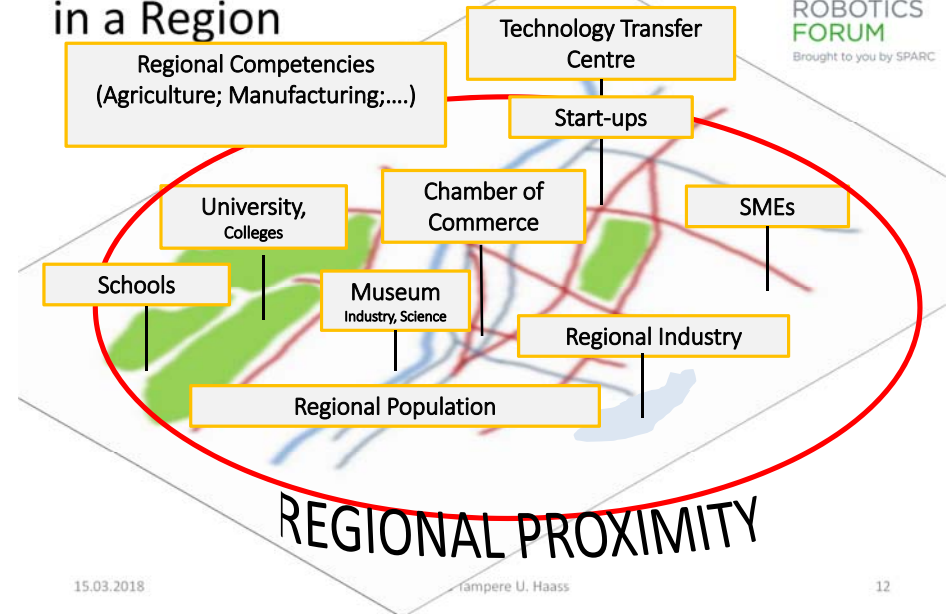 in a Region
ROBOTICS
FORUM
Brought to you by SPARC
Technology Transfer
Centre
Regional Competencies
(Agriculture; Manufacturing;....)
Start-ups
Chamber of
Commerce
University,
Colleges
SMEs
Schools
Museum
Industry, Science
Regional Industry
Regional Population
REGIONAL PROXIMITY
15.03.2018
Tampere U. Haass
12